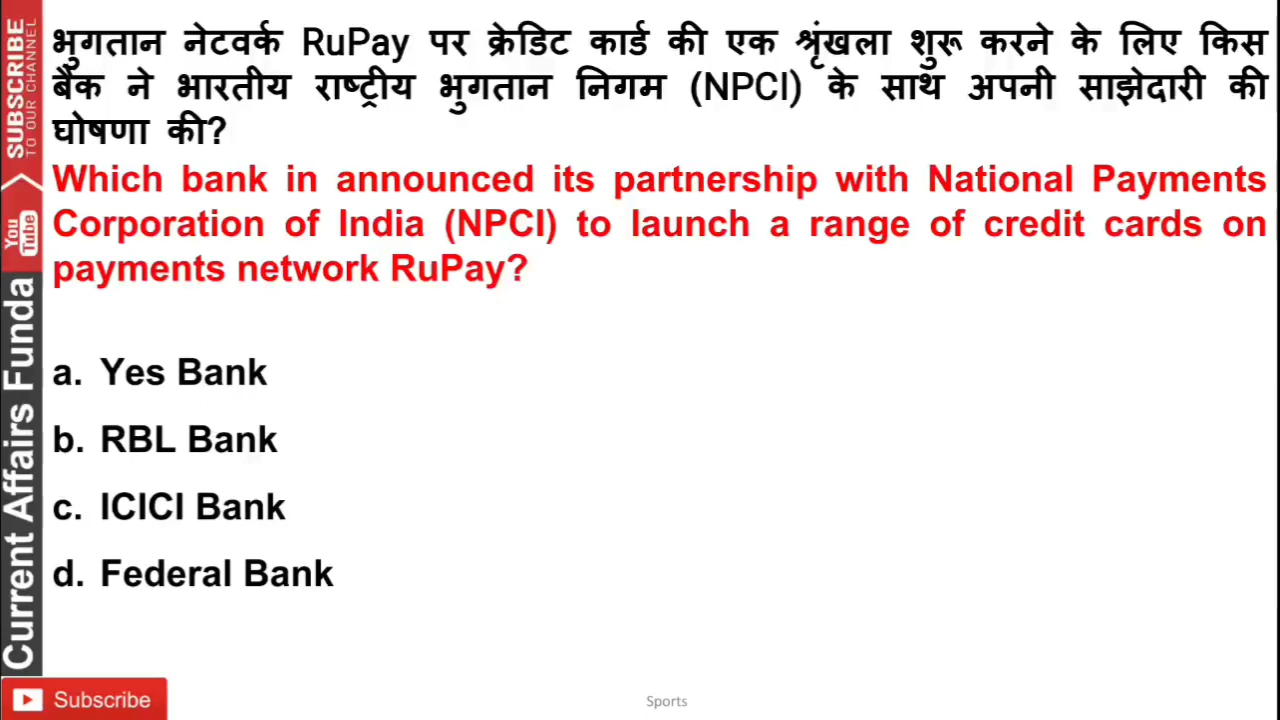 भुगतान नेटवर्क RuPay पर क्रेडिट कार्ड की एक श्रृंखला शुरू करने के लिए किस
बैंक ने भारतीय राष्ट्रीय भुगतान निगम (NPCI) के साथ अपनी साझेदारी की
घोषणा की?
Which bank in announced its partnership with National Payments
Corporation of India (NPCI) to launch a range of credit cards on
payments network RuPay?
a. Yes Bank
b. RBL Bank
c. ICICI Bank
d. Federal Bank
SUBSCRIBE
TO OUR CHANNEL
You Tube
Current Affairs Funda
Subscribe
Sports